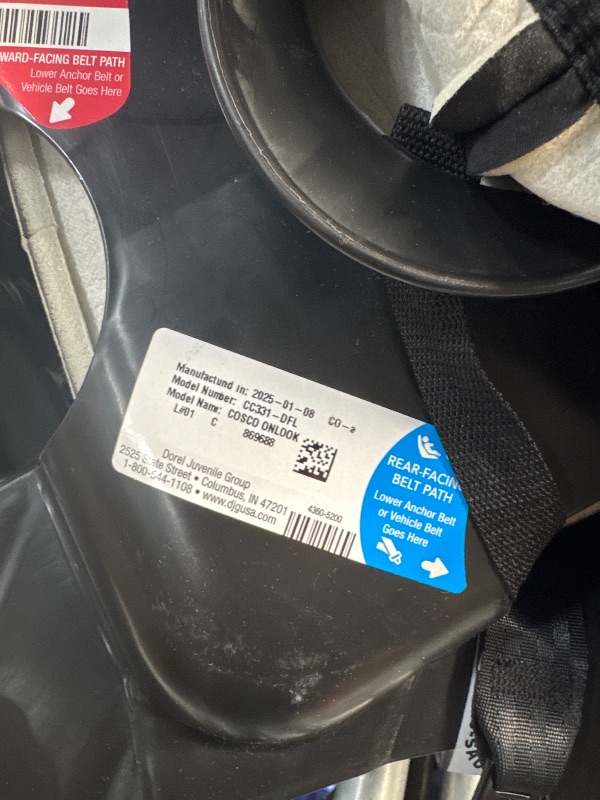 WARD-FACING BELT PATH
Lower Anchor Belt or
Vehicle Belt Goes Here
Manufactured in: 2025-01-08 CO-a
Model Number: CC331-DFL
Model Name: COSCO ONLOOK
L#01 C 869688
Dorel Juvenile Group
2525 State Street • Columbus, IN 47201
1-800-544-1108 • www.djgusa.com
4360-5200
REAR-FACING
BELT PATH
Lower Anchor Belt
or Vehicle Belt
Goes Here